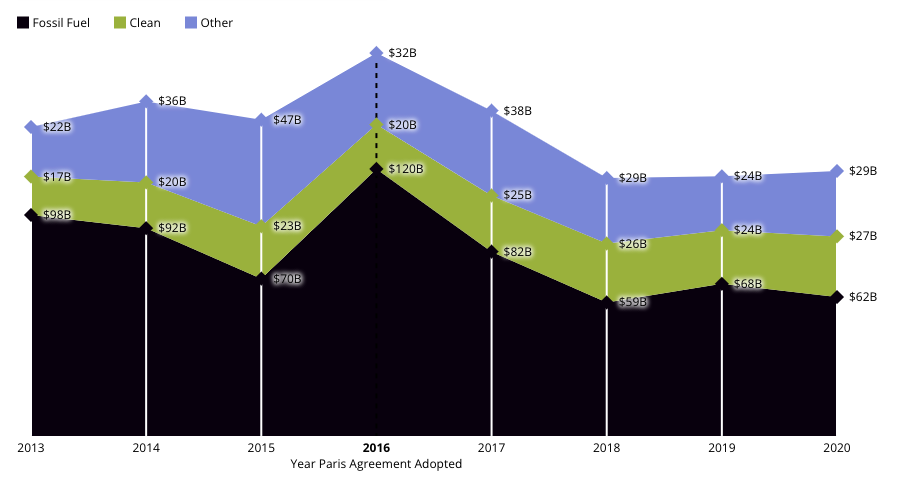 Fossil Fuel Clean Other
$32B
$36B
$38B
$22B $47B
$20B
$17B $20B $29B $24B $29B
$120B
$25B
$98B $92B $23B $26B $24B $27B
$82B
$70B $59B $68B $62B
2013 2014 2015 2016 2017 2018 2019 2020
Year Paris Agreement Adopted